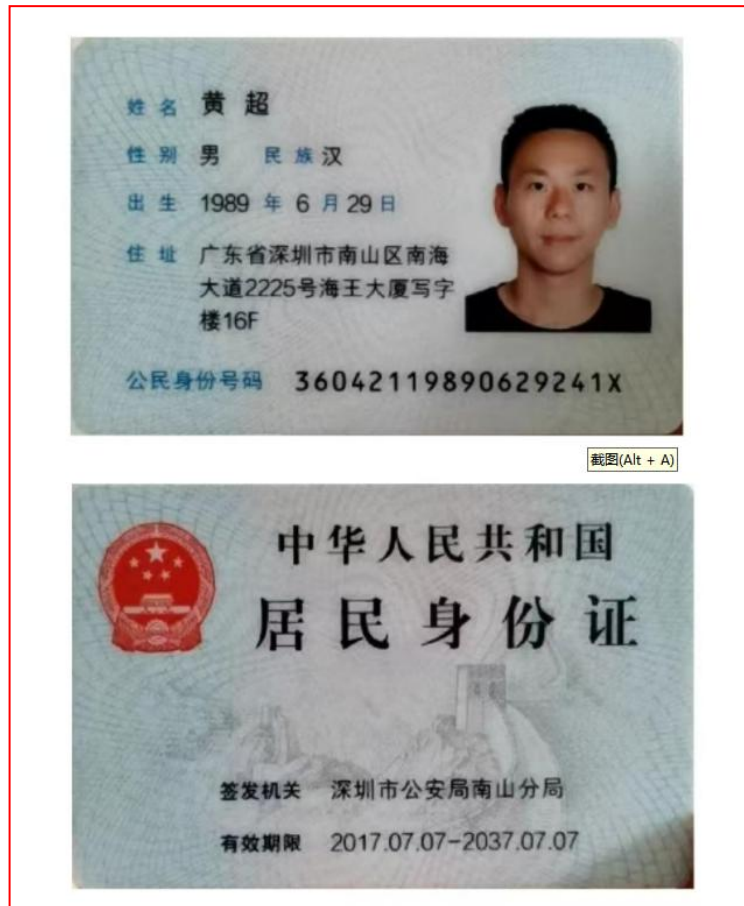 姓名 黄超
性别 男 民族 汉
出生 1989 年 6 月 29 日
住址 广东省深圳市南山区南海
大道2225号海王大厦写字
楼16F
公民身份号码 36042119890629241X
截图(Alt + A)
中华人民共和国
居民身份证
签发机关 深圳市公安局南山分局
有效期限 2017.07.07-2037.07.07